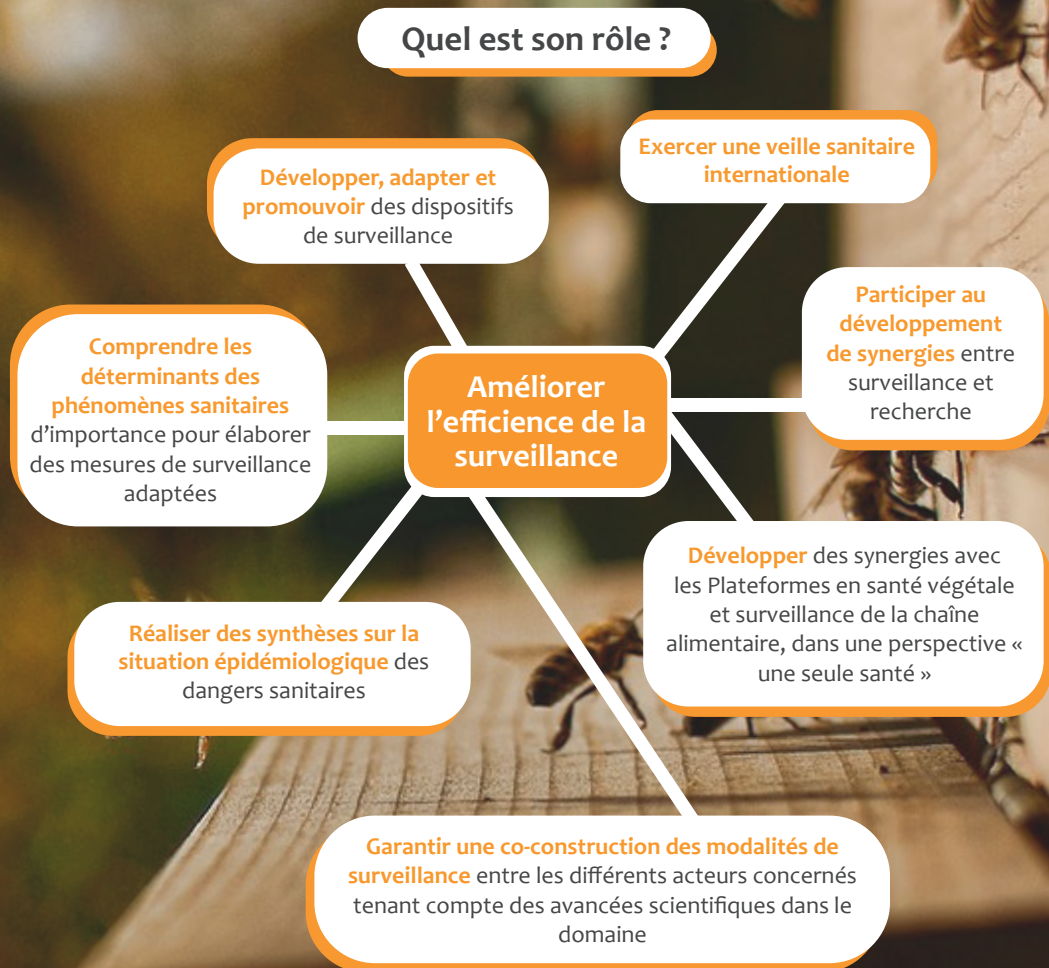 Quel est son rôle ?
Exercer une veille sanitaire
internationale
Développer, adapter et
promouvoir des dispositifs
de surveillance
Participer au
développement
de synergies entre
surveillance et
recherche
Comprendre les
déterminants des
phénomènes sanitaires
d'importance pour élaborer
des mesures de surveillance
adaptées
Améliorer
l'efficience de la
surveillance
Développer des synergies avec
les Plateformes en santé végétale
et surveillance de la chaîne
alimentaire, dans une perspective «
une seule santé »
Réaliser des synthèses sur la
situation épidémiologique des
dangers sanitaires
Garantir une co-construction des modalités de
surveillance entre les différents acteurs concernés
tenant compte des avancées scientifiques dans le
domaine